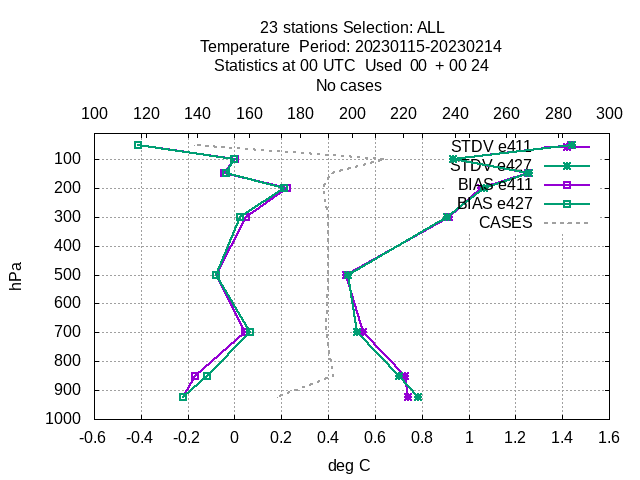 23 stations Selection: ALL
Temperature  Period: 20230115-20230214
Statistics at 00 UTC  Used  00  + 00 24
No cases
100 120 140 160 180 200 220 240 260 280 300
STDV e411
STDV e427
BIAS e411
BIAS e427
CASES
100
200
300
400
500
600
700
800
900
1000
hPa
-0.6 -0.4 -0.2 0 0.2 0.4 0.6 0.8 1 1.2 1.4 1.6
deg C